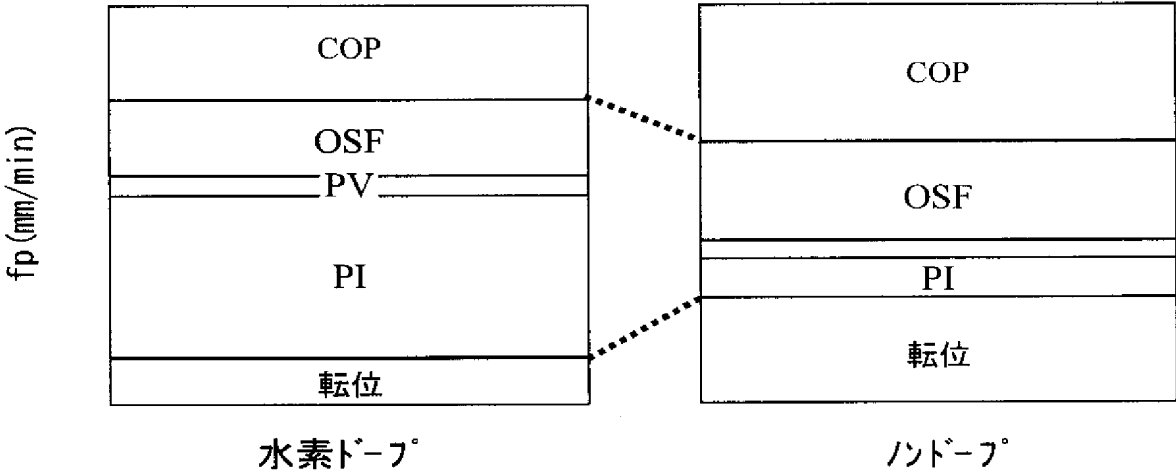 fp(mm/min)
COP
OSF
PV
PI
転位
水素ﾄﾞｰﾌﾟ
COP
OSF
PI
転位
ﾉﾝﾄﾞｰﾌﾟ